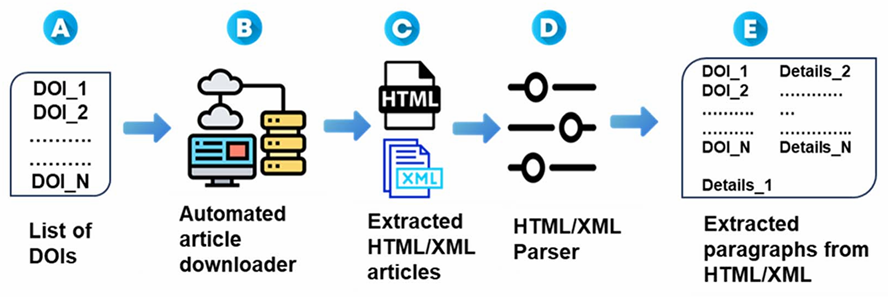 A
B
C
D
E
DOI_1
DOI_2
..........
..........
DOI_N
List of
DOIs
Automated
article
downloader
HTML
XML
Extracted
HTML/XML
articles
HTML/XML
Parser
DOI_1 Details_2
DOI_2 ............
.......... ...
.......... ..............
DOI_N Details_N
Details_1
Extracted
paragraphs from
HTML/XML